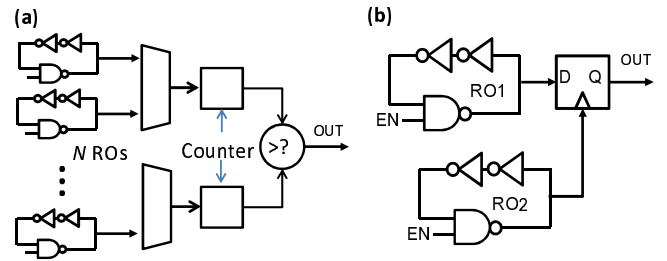 (a)
N ROs
Counter
>?
OUT
(b)
RO1
EN
D Q
OUT
RO2
EN